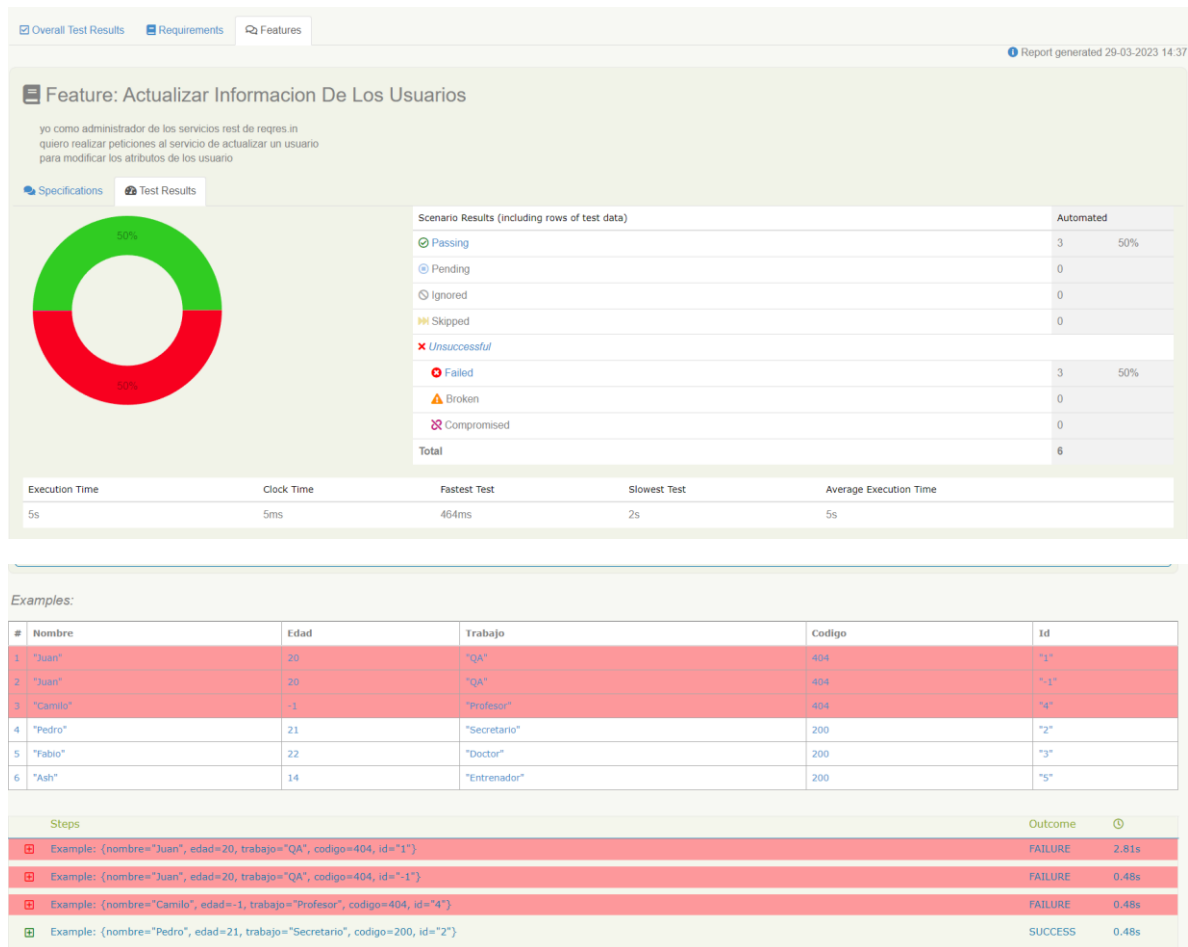 Overall Test Results Requirements Features
Report generated 29-03-2023 14:37
Feature: Actualizar Informacion De Los Usuarios
yo como administrador de los servicios rest de reqres.in
quiero realizar peticiones al servicio de actualizar un usuario
para modificar los atributos de los usuario
Specifications Test Results
50%
50%
Scenario Results (including rows of test data) Automated
Passing 3 50%
Pending 0
Ignored 0
Skipped 0
Unsuccessful
Failed 3 50%
Broken 0
Compromised 0
Total 6
Execution Time Clock Time Fastest Test Slowest Test Average Execution Time
5s 5ms 464ms 2s 5s
Examples:
# Nombre Edad Trabajo Codigo Id
1 "Juan" 20 "QA" 404 "1"
2 "Juan" 20 "QA" 404 "-1"
3 "Camilo" -1 "Profesor" 404 "4"
4 "Pedro" 21 "Secretario" 200 "2"
5 "Fabio" 22 "Doctor" 200 "3"
6 "Ash" 14 "Entrenador" 200 "5"
Steps Outcome
Example: {nombre="Juan", edad=20, trabajo="QA", codigo=404, id="1"} FAILURE 2.81s
Example: {nombre="Juan", edad=20, trabajo="QA", codigo=404, id="-1"} FAILURE 0.48s
Example: {nombre="Camilo", edad=-1, trabajo="Profesor", codigo=404, id="4"} FAILURE 0.48s
Example: {nombre="Pedro", edad=21, trabajo="Secretario", codigo=200, id="2"} SUCCESS 0.48s